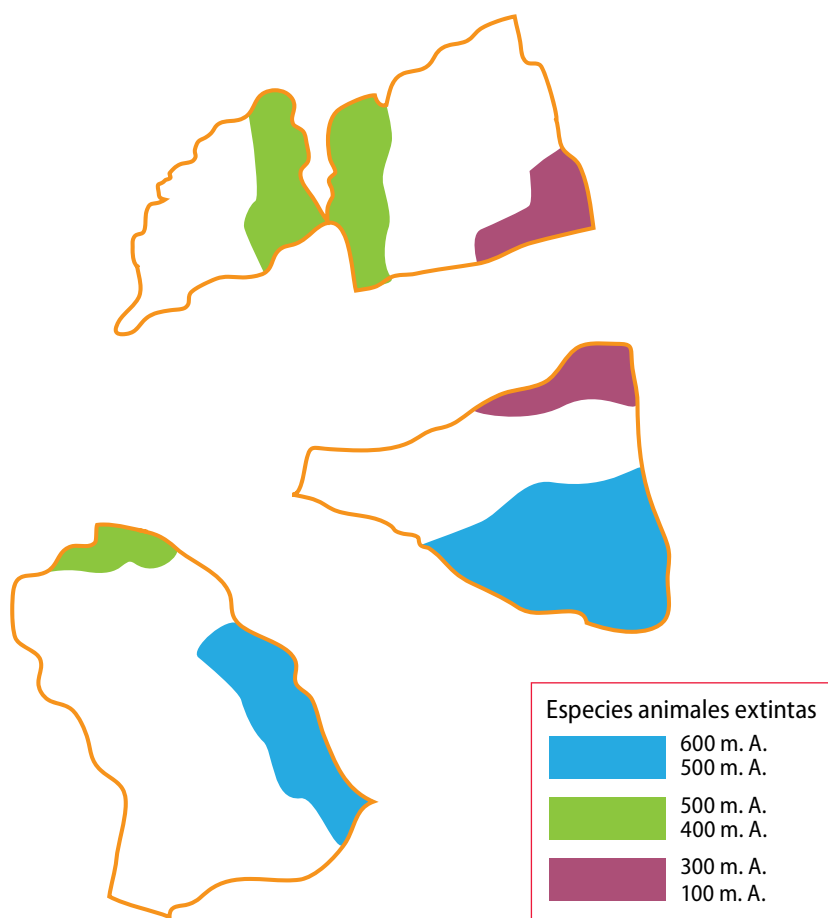 Especies animales extintas
600 m. A.
500 m. A.
500 m. A.
400 m. A.
300 m. A.
100 m. A.